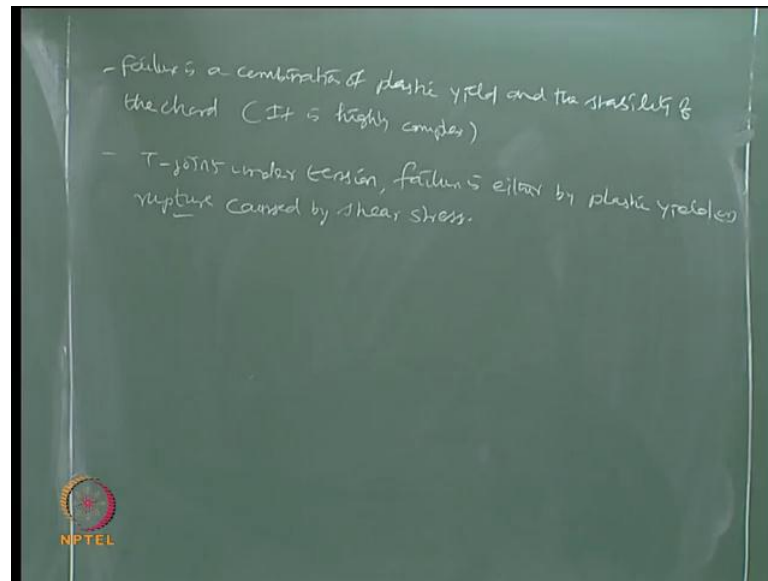 - failure is a combination of plastic yield and the stability of
the chord (It is highly complex)
- T-joint under tension, failure is either by plastic yield or
rupture caused by shear stress.
NPTEL